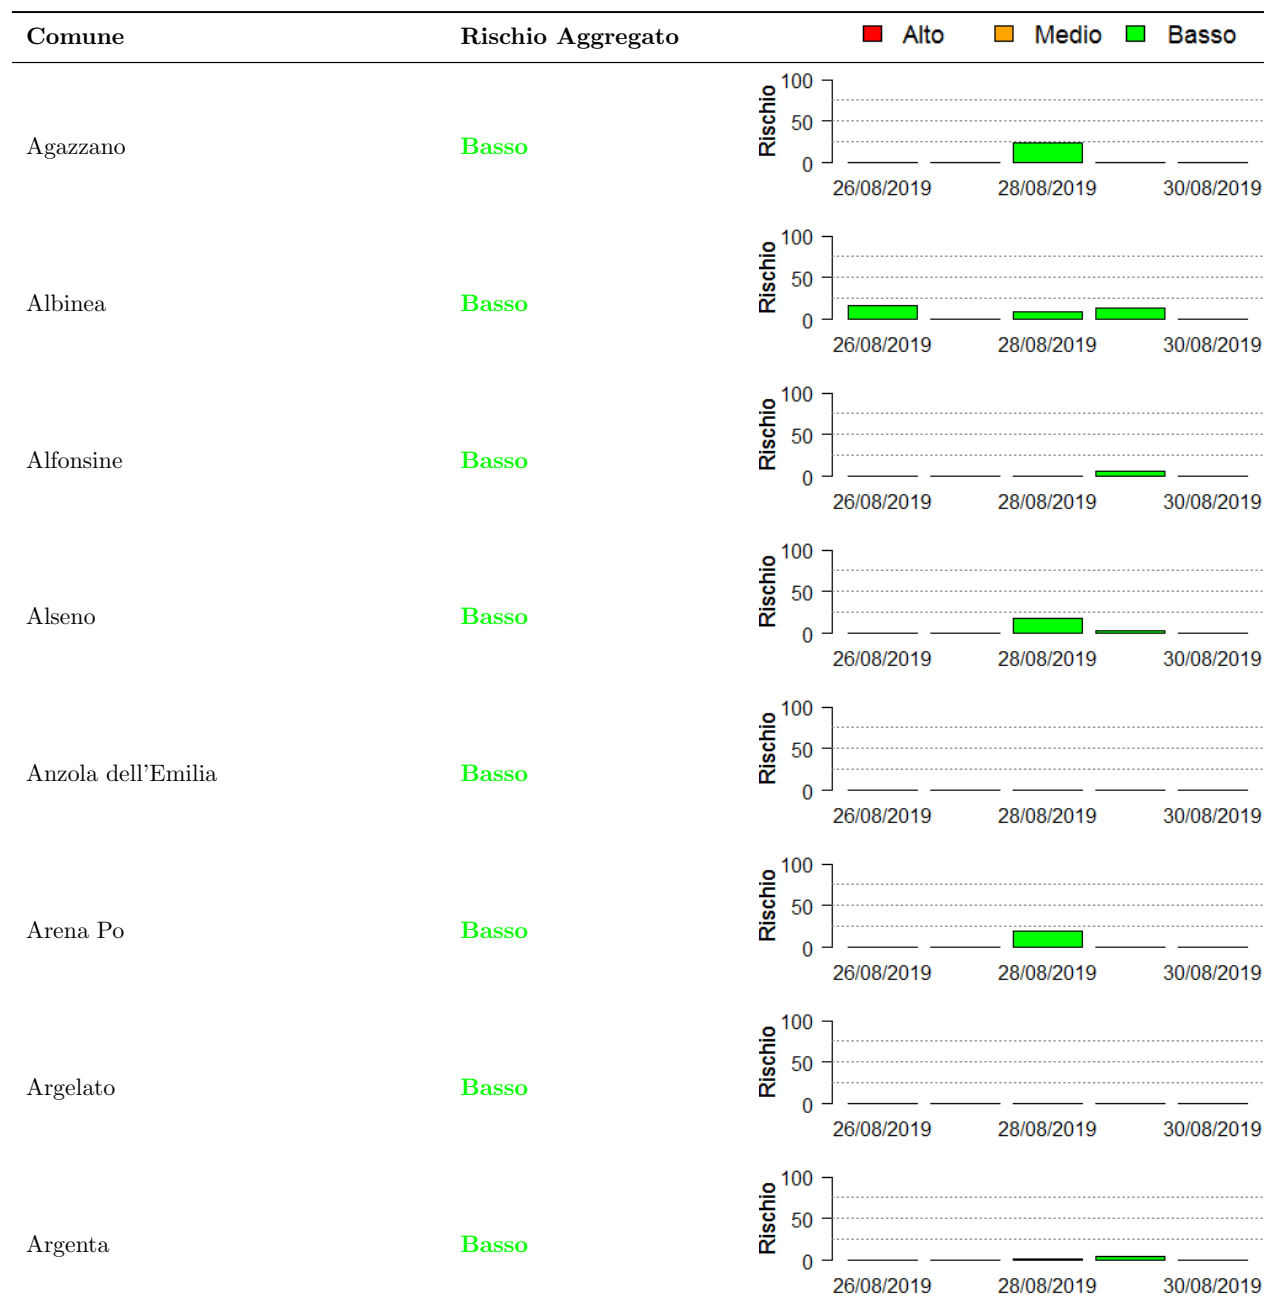 Comune Rischio Aggregato Alto Medio Basso
Agazzano Basso Rischio 100 50 0
26/08/2019 28/08/2019 30/08/2019
Albinea Basso Rischio 100 50 0
26/08/2019 28/08/2019 30/08/2019
Alfonsine Basso Rischio 100 50 0
26/08/2019 28/08/2019 30/08/2019
Alseno Basso Rischio 100 50 0
26/08/2019 28/08/2019 30/08/2019
Anzola dell'Emilia Basso Rischio 100 50 0
26/08/2019 28/08/2019 30/08/2019
Arena Po Basso Rischio 100 50 0
26/08/2019 28/08/2019 30/08/2019
Argelato Basso Rischio 100 50 0
26/08/2019 28/08/2019 30/08/2019
Argenta Basso Rischio 100 50 0
26/08/2019 28/08/2019 30/08/2019